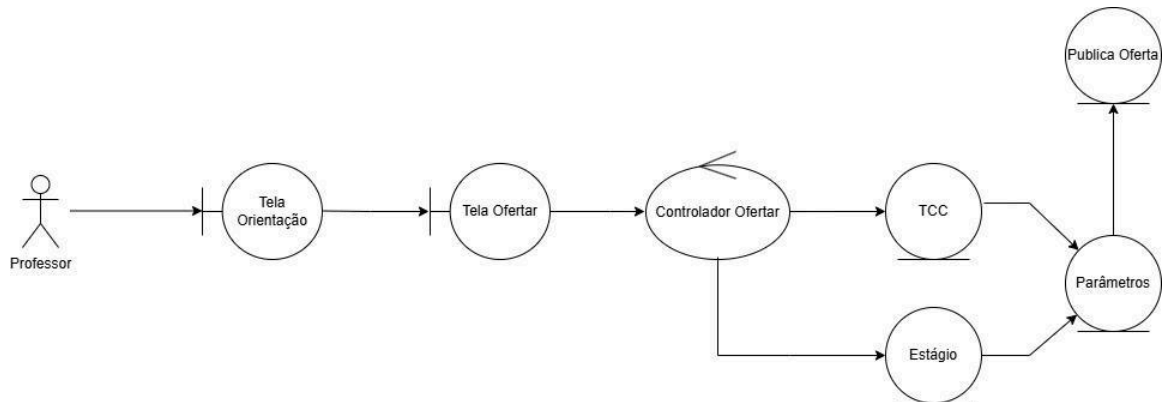 Publica Oferta
Tela
Orientação
Tela Ofertar
Controlador Ofertar
TCC
Professor
Parâmetros
Estágio